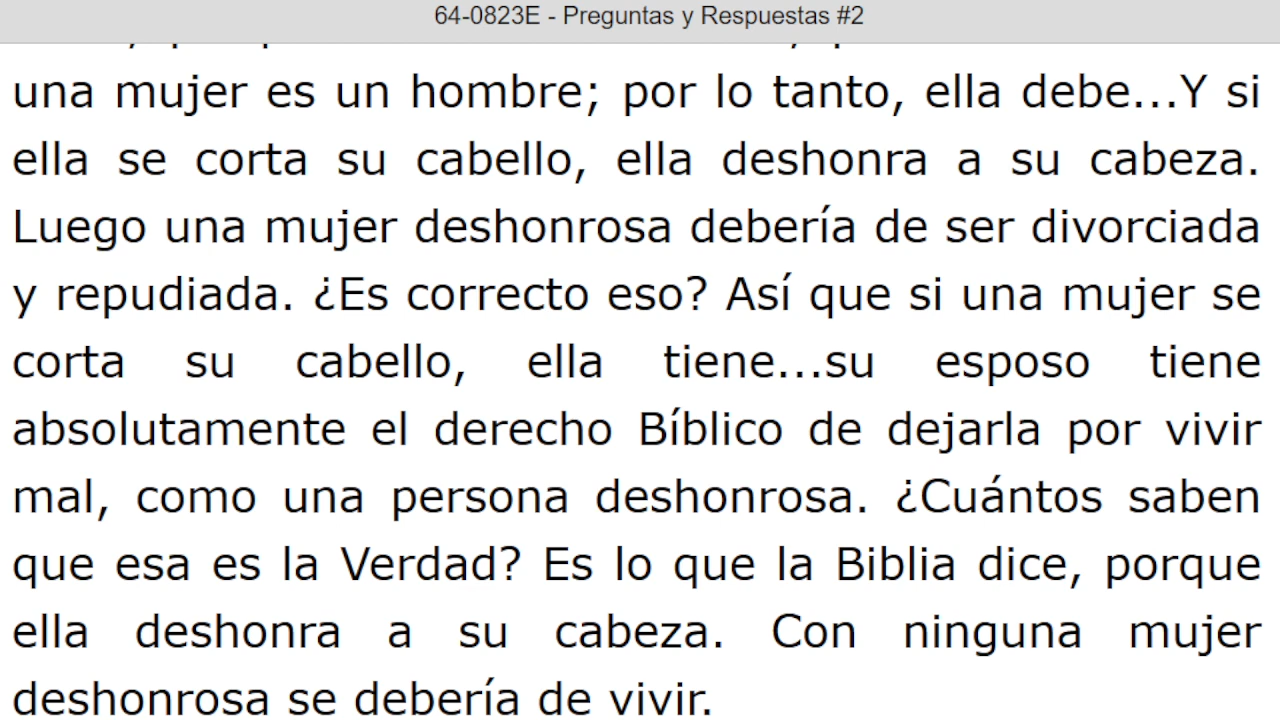 64-0823E - Preguntas y Respuestas #2
una mujer es un hombre; por lo tanto, ella debe...Y si
ella se corta su cabello, ella deshonra a su cabeza.
Luego una mujer deshonrosa debería de ser divorciada
y repudiada. ¿Es correcto eso? Así que si una mujer se
corta su cabello, ella tiene...su esposo tiene
absolutamente el derecho Bíblico de dejarla por vivir
mal, como una persona deshonrosa. ¿Cuántos saben
que esa es la Verdad? Es lo que la Biblia dice, porque
ella deshonra a su cabeza. Con ninguna mujer
deshonrosa se debería de vivir.